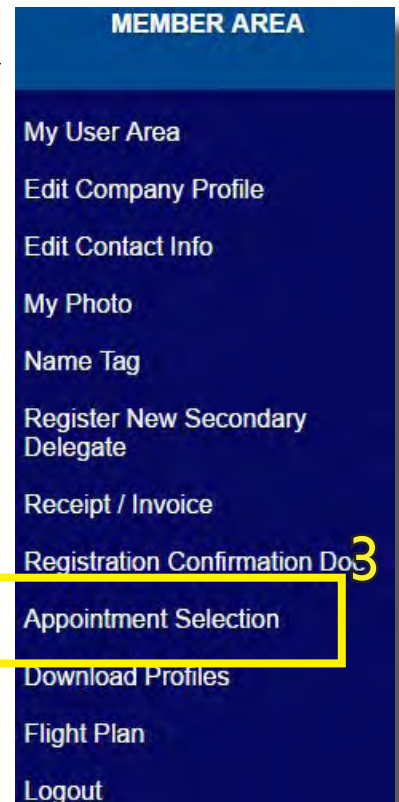 MEMBER AREA
My User Area
Edit Company Profile
Edit Contact Info
My Photo
Name Tag
Register New Secondary
Delegate
Receipt / Invoice
Registration Confirmation Doc
3
Appointment Selection
Download Profiles
Flight Plan
Logout